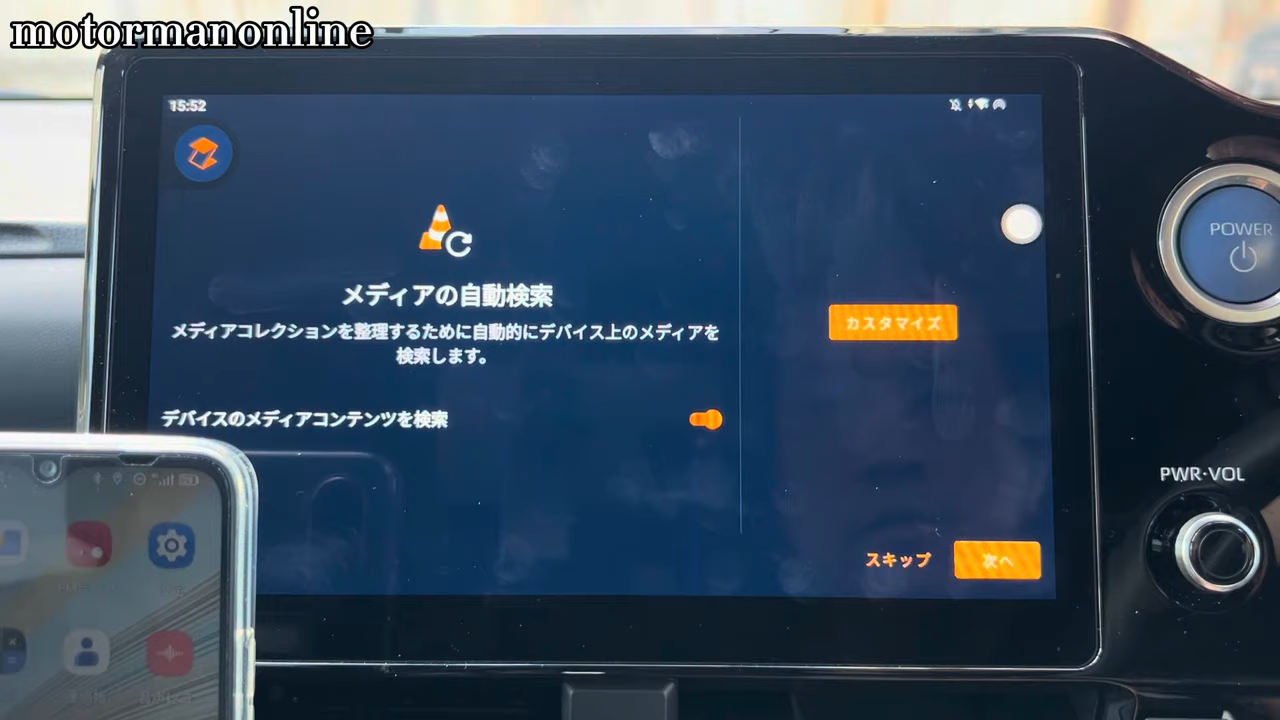 motormanonline
15:52
メディアの自動検索
メディアコレクションを整理するために自動的にデバイス上のメディアを
検索します。
カスタマイズ
デバイスのメディアコンテンツを検索
スキップ
次へ
POWER
PWR·VOL